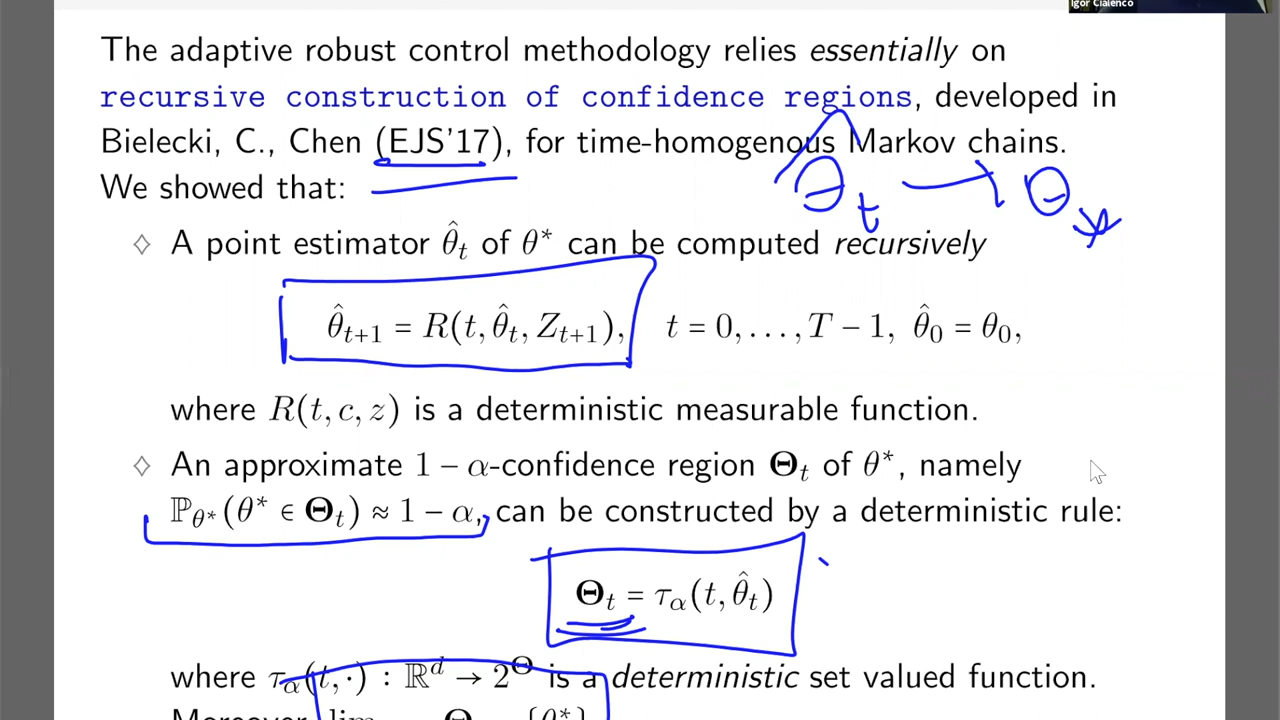 Igor Cialenco
The adaptive robust control methodology relies essentially on
recursive construction of confidence regions, developed in
Bielecki, C., Chen (EJS'17), for time-homogenous Markov chains.
We showed that:
θ̂_t → θ_*
◇ A point estimator θ̂_t of θ* can be computed recursively
θ̂_{t+1} = R(t, θ̂_t, Z_{t+1}), t = 0, . . . , T − 1, θ̂_0 = θ_0,
where R(t, c, z) is a deterministic measurable function.
◇ An approximate 1 − α-confidence region Θ_t of θ*, namely
ℙ_{θ*}(θ* ∈ Θ_t) ≈ 1 − α, can be constructed by a deterministic rule:
Θ_t = τ_α(t, θ̂_t)
where τ_α(t, ·) : ℝ^d → 2^Θ is a deterministic set valued function.
Moreover lim Θ {θ*}